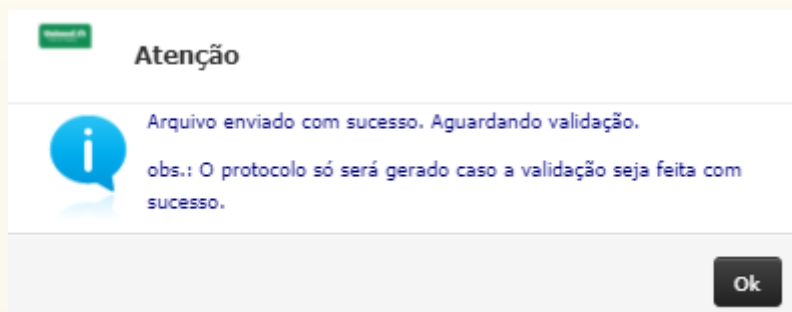 Atenção
Arquivo enviado com sucesso. Aguardando validação.
obs.: O protocolo só será gerado caso a validação seja feita com
sucesso.
Ok